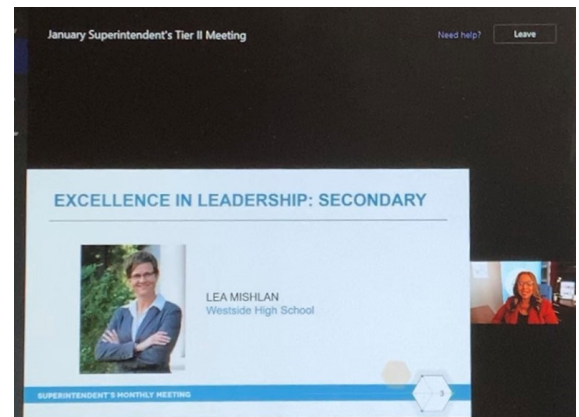 January Superintendent's Tier II Meeting
Need help?
Leave
EXCELLENCE IN LEADERSHIP: SECONDARY
LEA MISHLAN
Westside High School
SUPERINTENDENT'S MONTHLY MEETING
3